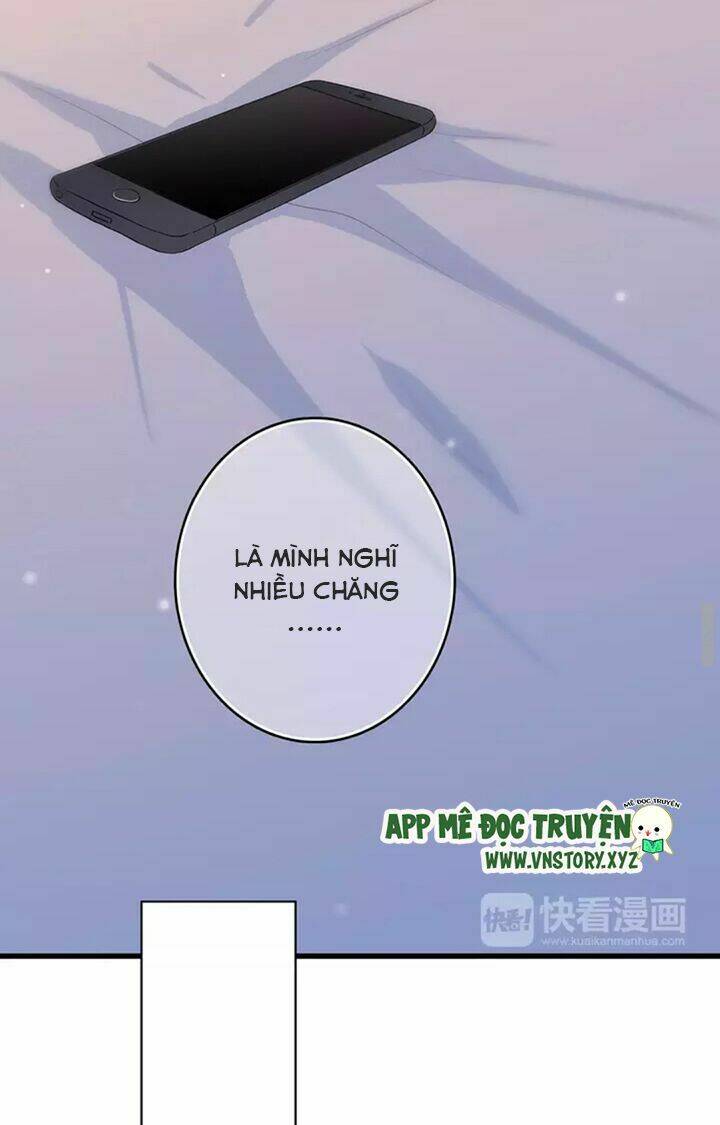 LÀ MÌNH NGHĨ
NHIỀU CHĂNG
......
MÊ ĐỌC TRUYỆN
APP MÊ ĐỌC TRUYỆN
WWW.VNSTORY.XYZ
快看! 快看漫画
www.kuaikanmanhua.com